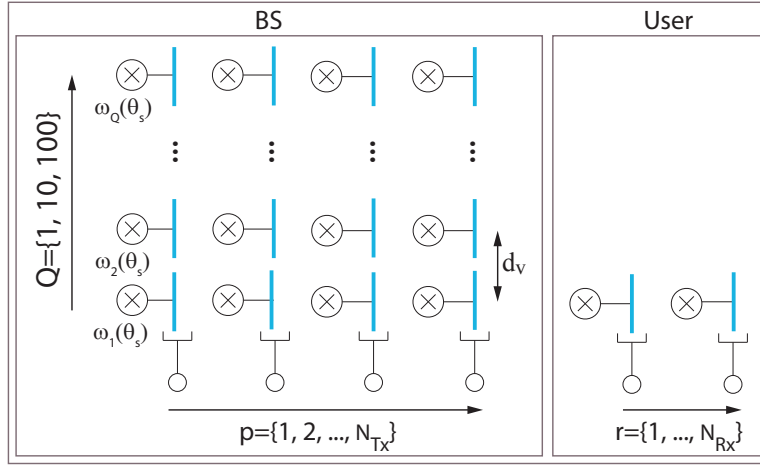 BS
User
Q={1, 10, 100}
ω_Q(θ_s)
ω_2(θ_s)
d_v
ω_1(θ_s)
p={1, 2, ..., N_Tx}
r={1, ..., N_Rx}